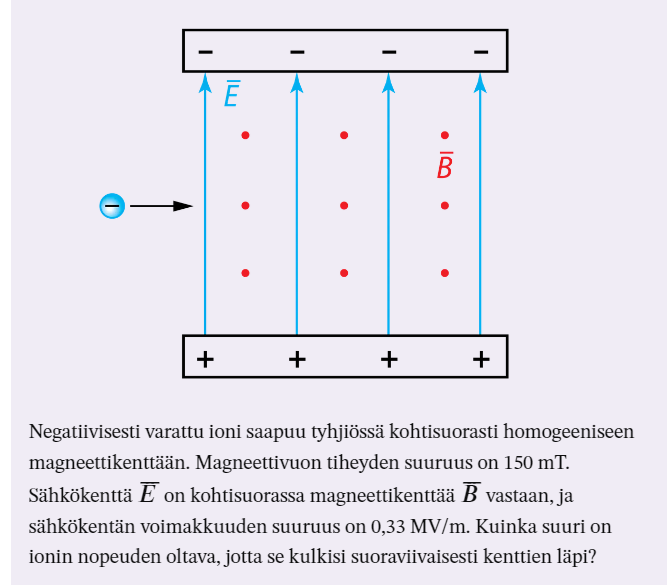 − − − −
E̅
B̅
−
+ + + +
Negatiivisesti varattu ioni saapuu tyhjiössä kohtisuorasti homogeeniseen
magneettikenttään. Magneettivuon tiheyden suuruus on 150 mT.
Sähkökenttä E̅ on kohtisuorassa magneettikenttää B̅ vastaan, ja
sähkökentän voimakkuuden suuruus on 0,33 MV/m. Kuinka suuri on
ionin nopeuden oltava, jotta se kulkisi suoraviivaisesti kenttien läpi?